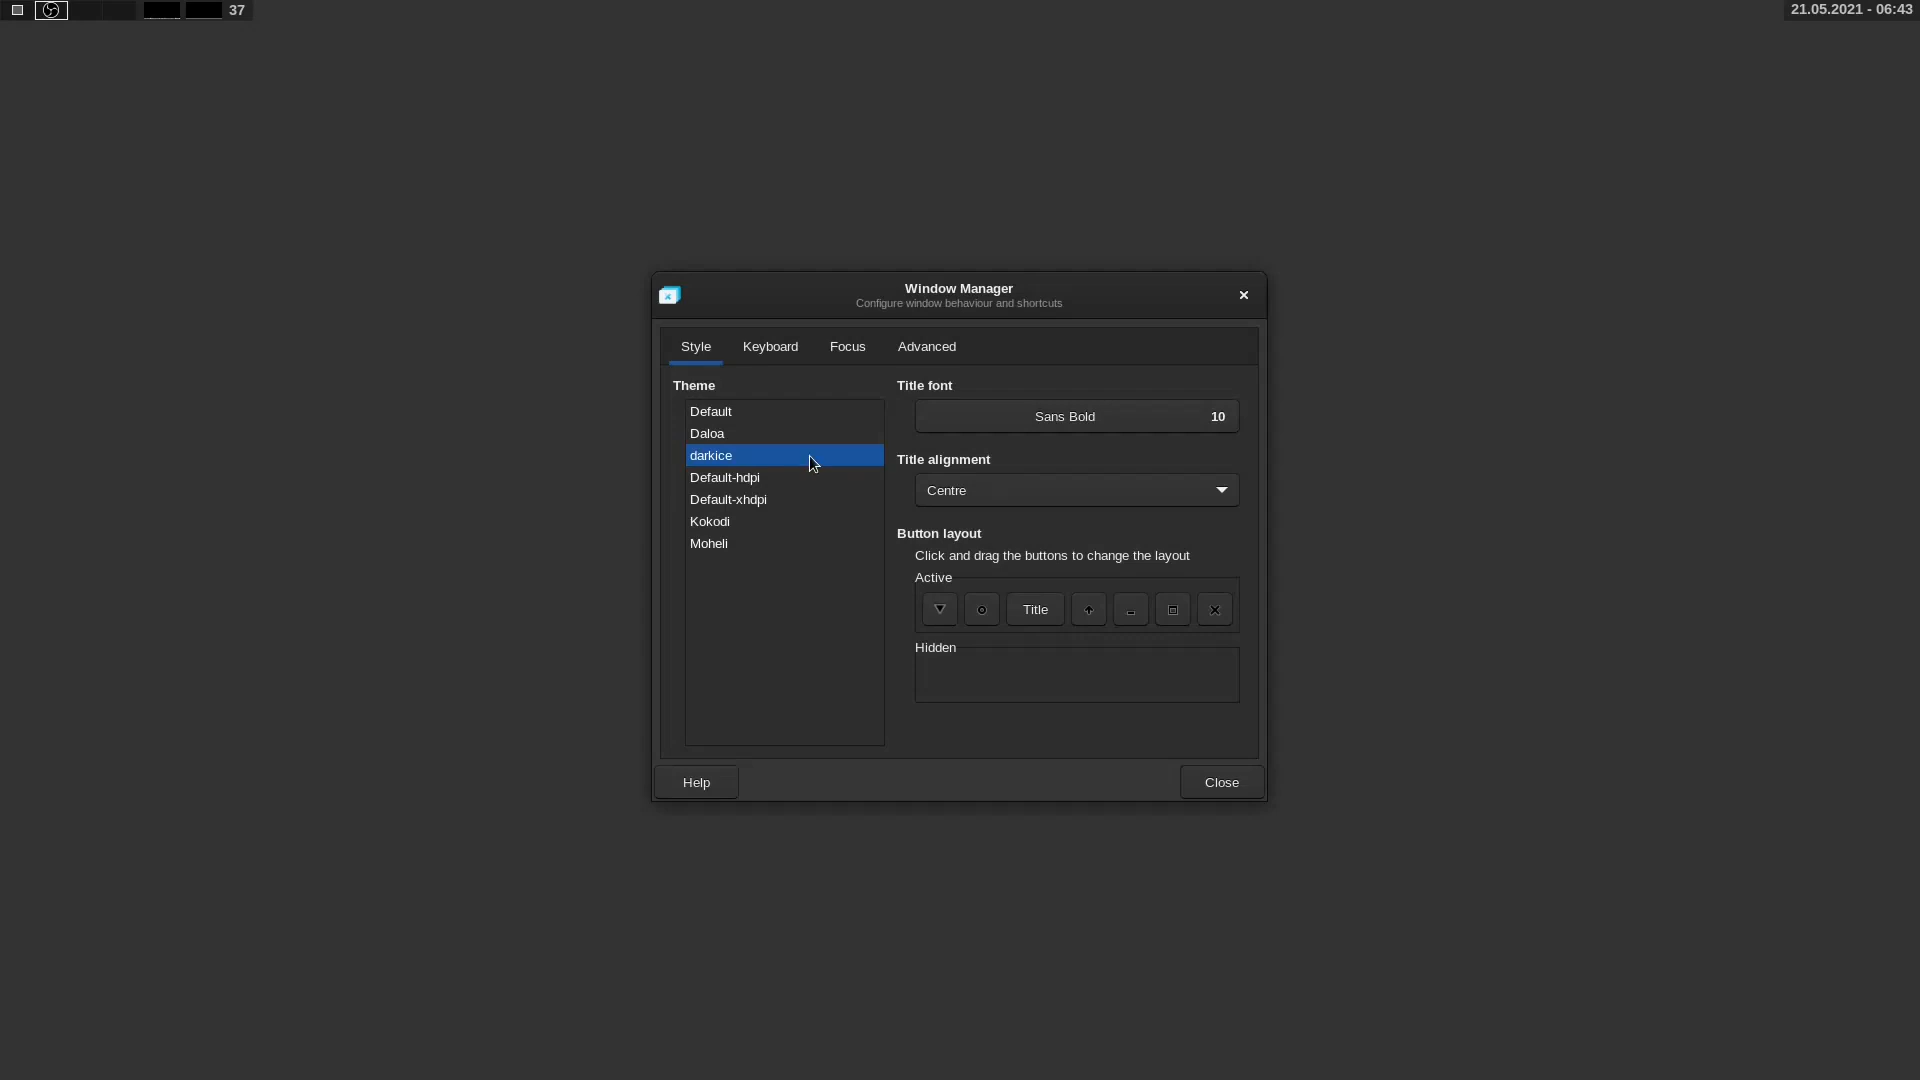 37
21.05.2021 - 06:43
Window Manager
Configure window behaviour and shortcuts
Style Keyboard Focus Advanced
Theme
Default
Daloa
darkice
Default-hdpi
Default-xhdpi
Kokodi
Moheli
Title font
Sans Bold 10
Title alignment
Centre
Button layout
Click and drag the buttons to change the layout
Active
Title
Hidden
Help
Close